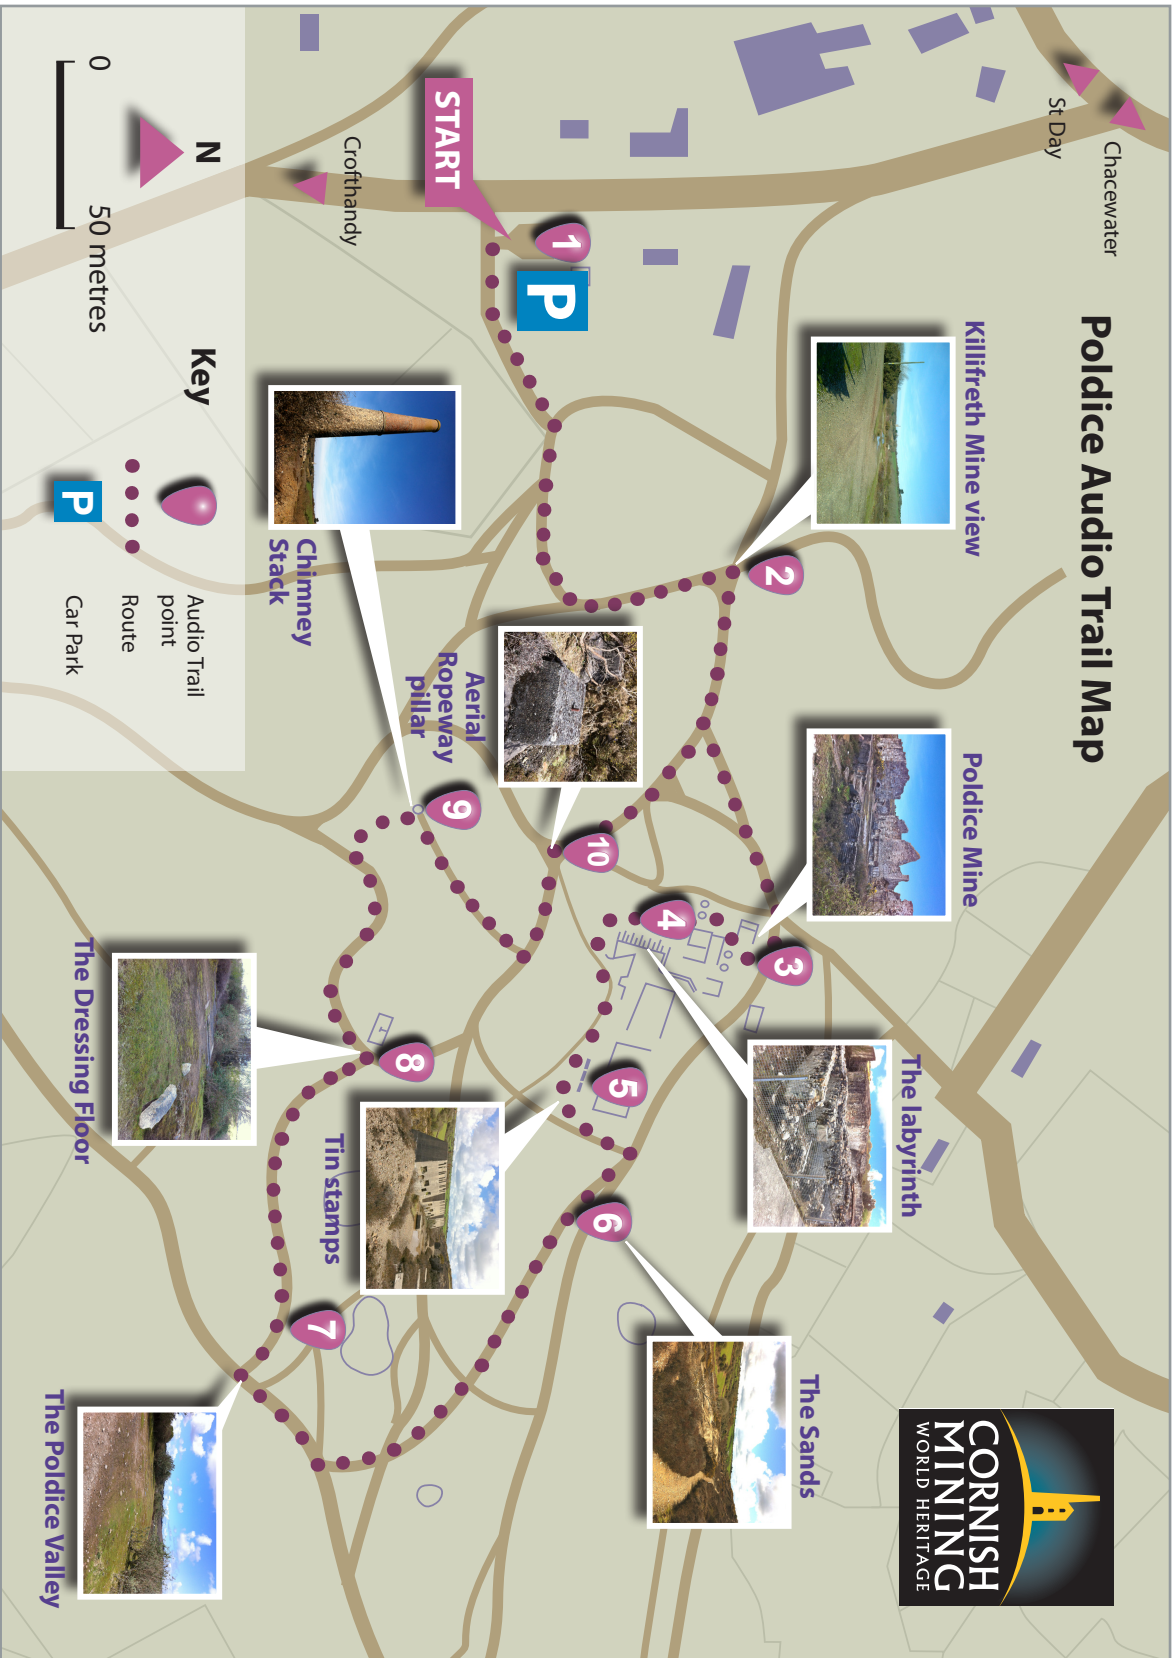 Poldice Audio Trail Map
Chacewater
St Day
Crofthandy
START
1
P
Killifreth Mine view
2
Poldice Mine
3
The labyrinth
4
Tin stamps
5
The Sands
6
The Poldice Valley
7
The Dressing Floor
8
Chimney
Stack
9
Aerial
Ropeway
pillar
10
CORNISH
MINING
WORLD HERITAGE
N
0
50 metres
Key
Audio Trail
point
Route
P
Car Park